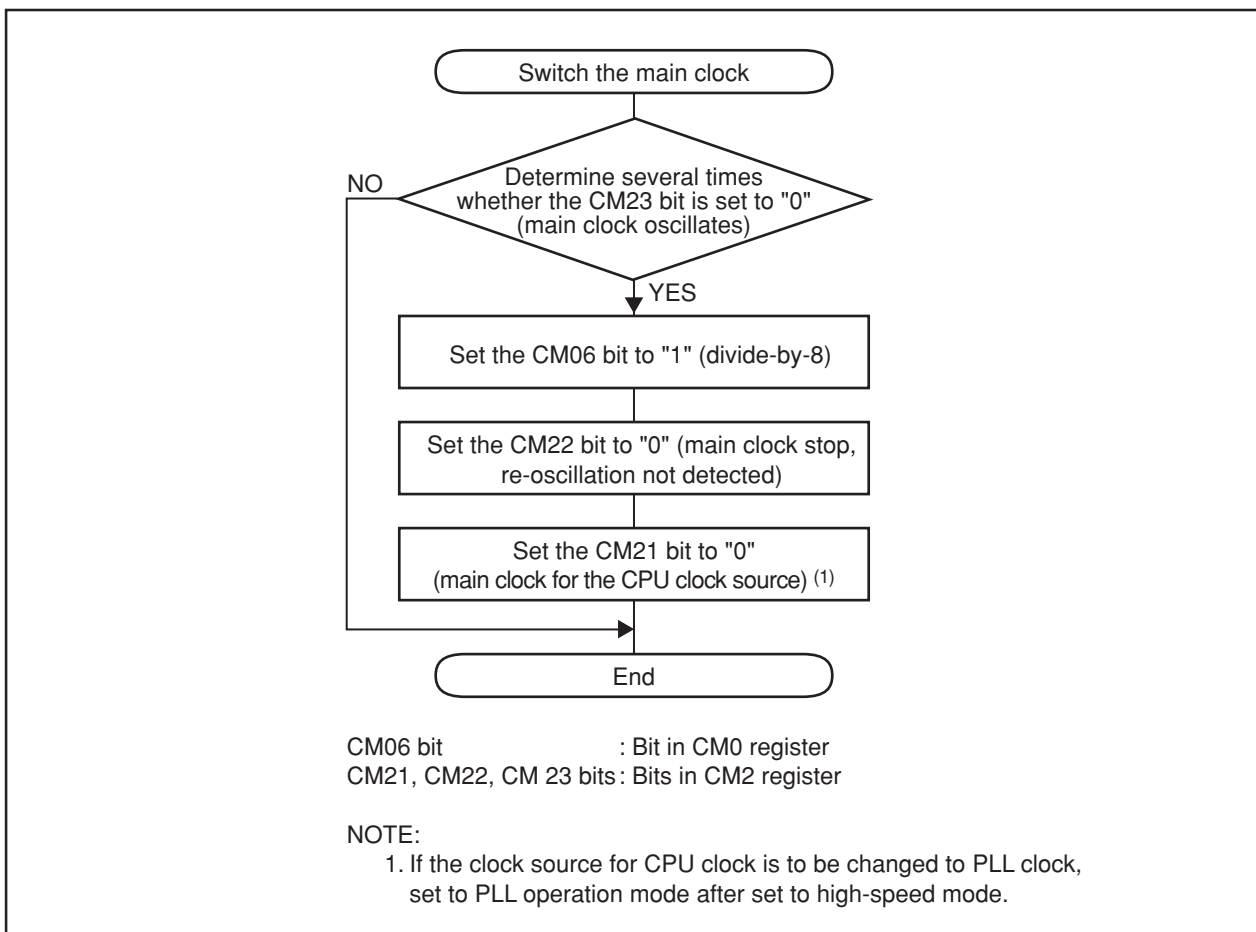 Switch the main clock
Determine several times
whether the CM23 bit is set to "0"
(main clock oscillates)
NO
YES
Set the CM06 bit to "1" (divide-by-8)
Set the CM22 bit to "0" (main clock stop,
re-oscillation not detected)
Set the CM21 bit to "0"
(main clock for the CPU clock source) (1)
End
CM06 bit : Bit in CM0 register
CM21, CM22, CM 23 bits : Bits in CM2 register
NOTE:
1. If the clock source for CPU clock is to be changed to PLL clock,
set to PLL operation mode after set to high-speed mode.